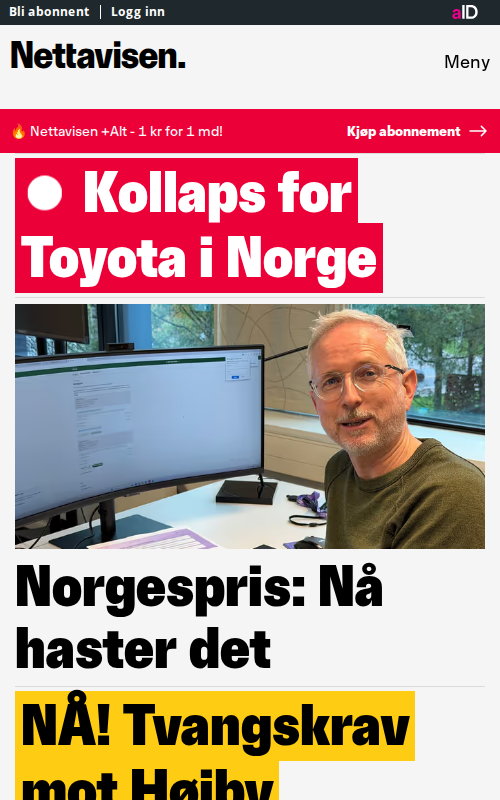 Bli abonnent
Logg inn
aID
Nettavisen.
Meny
Nettavisen +Alt - 1 kr for 1 md!
Kjøp abonnement
Kollaps for
Toyota i Norge
Norgespris: Nå
haster det
NÅ! Tvangskrav
mot Høiby